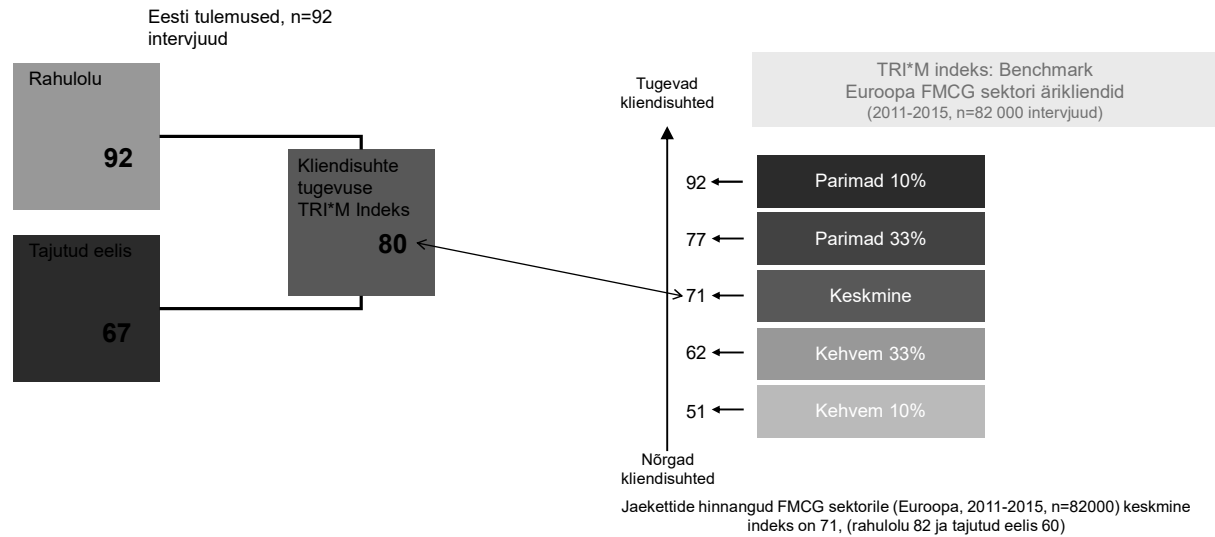 Eesti tulemused, n=92
intervjuud
Rahulolu
92
Tajutud eelis
67
Kliendisuhte
tugevuse
TRI*M Indeks
80
TRI*M indeks: Benchmark
Euroopa FMCG sektori ärikliendid
(2011-2015, n=82 000 intervjuud)
Tugevad
kliendisuhted
92 Parimad 10%
77 Parimad 33%
71 Keskmine
62 Kehvem 33%
51 Kehvem 10%
Nõrgad
kliendisuhted
Jaekettide hinnangud FMCG sektorile (Euroopa, 2011-2015, n=82000) keskmine
indeks on 71, (rahulolu 82 ja tajutud eelis 60)